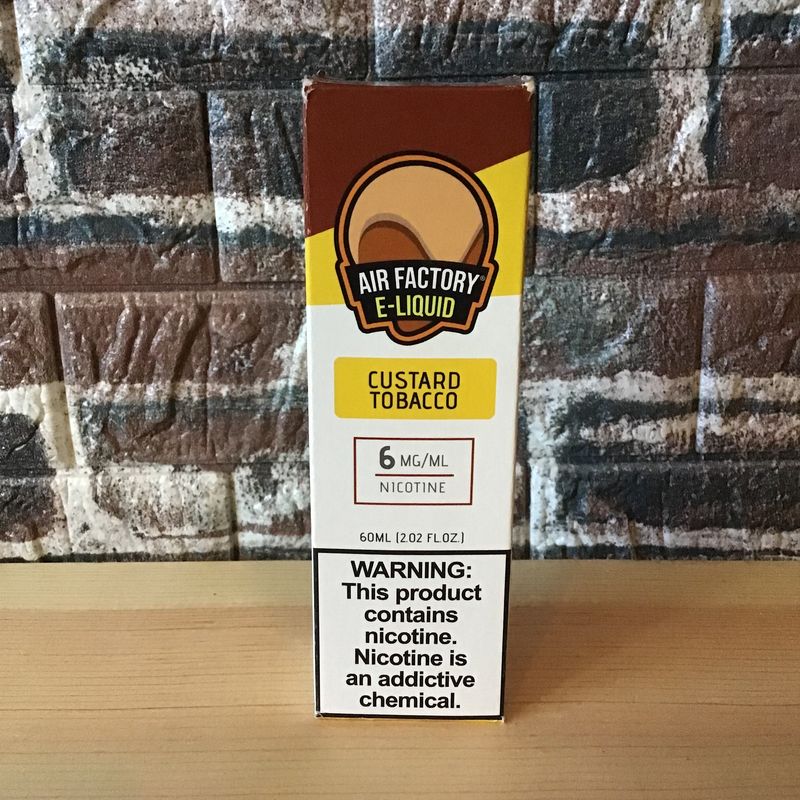 AIR FACTORY®
E-LIQUID
CUSTARD
TOBACCO
6 MG/ML
NICOTINE
60ML (2.02 FL.OZ.)
WARNING:
This product
contains
nicotine.
Nicotine is
an addictive
chemical.